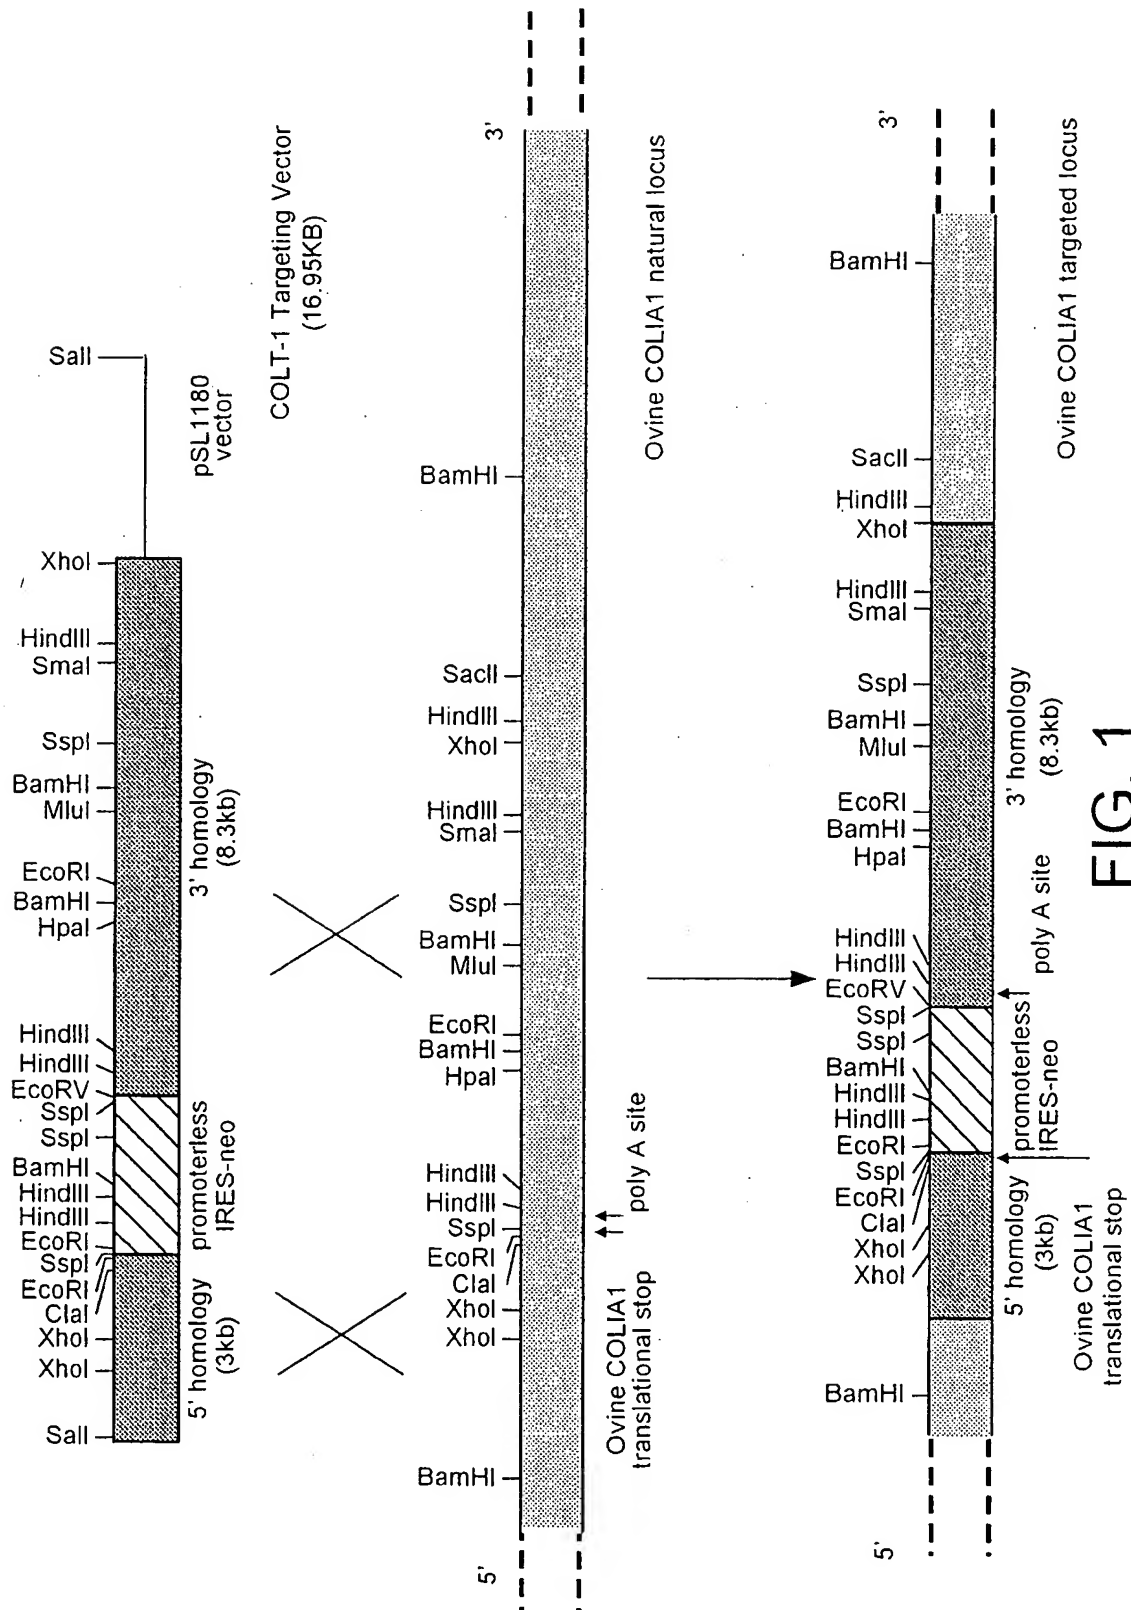 SalI
XhoI
HindIII
SmaI
SspI
BamHI
MluI
EcoRI
BamHI
HpaI
HindIII
HindIII
EcoRV
SspI
SspI
BamHI
HindIII
HindIII
EcoRI
SspI
EcoRI
ClaI
XhoI
XhoI
SalI
pSL1180
vector
3' homology
(8.3kb)
promoterless
IRES-neo
5' homology
(3kb)
COLT-1 Targeting Vector
(16.95KB)
3'
BamHI
SacII
HindIII
XhoI
HindIII
SmaI
SspI
BamHI
MluI
EcoRI
BamHI
HpaI
HindIII
HindIII
SspI
EcoRI
ClaI
XhoI
XhoI
BamHI
5'
poly A site
Ovine COLIA1
translational stop
Ovine COLIA1 natural locus
3'
BamHI
SacII
HindIII
XhoI
HindIII
SmaI
SspI
BamHI
MluI
EcoRI
BamHI
HpaI
HindIII
HindIII
EcoRV
SspI
SspI
BamHI
HindIII
HindIII
EcoRI
SspI
EcoRI
ClaI
XhoI
XhoI
BamHI
5'
3' homology
(8.3kb)
poly A site
promoterless
IRES-neo
5' homology
(3kb)
Ovine COLIA1
translational stop
Ovine COLIA1 targeted locus
FIG. 1